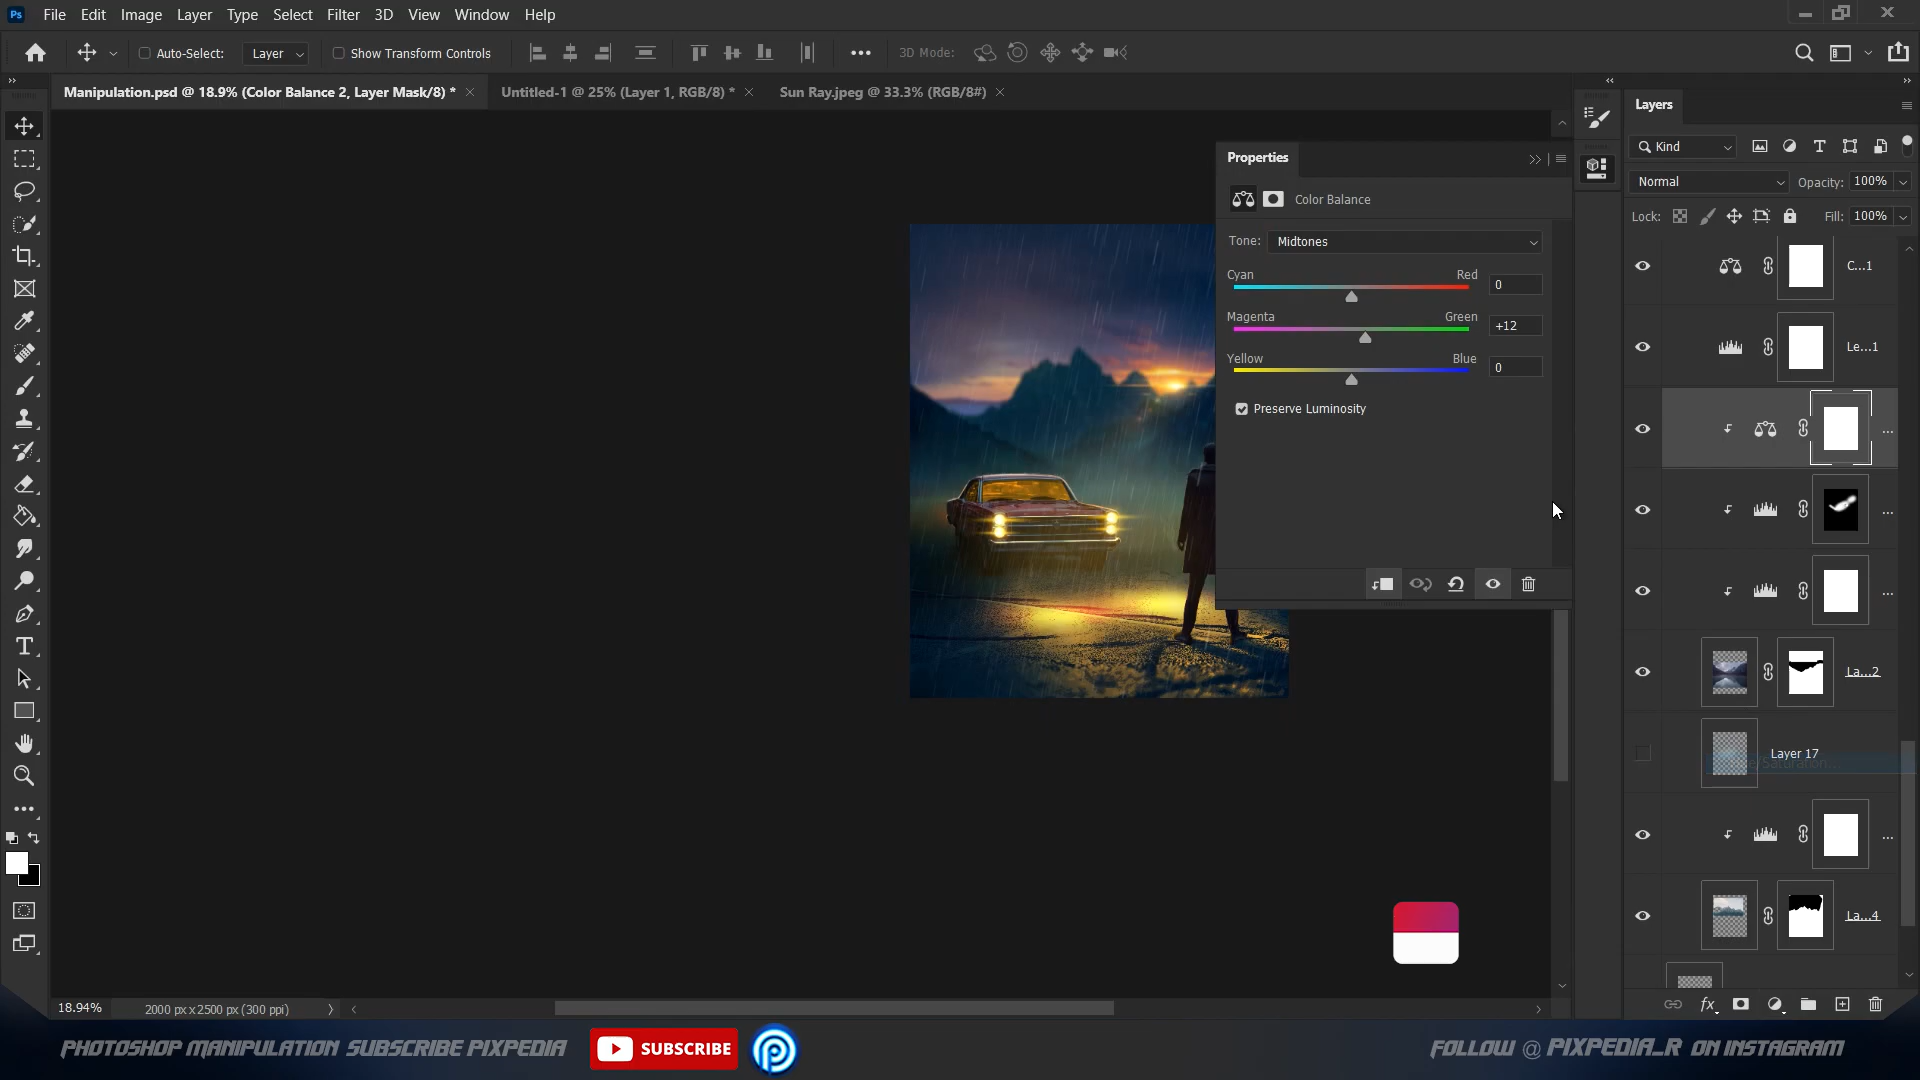 Ps File Edit Image Layer Type Select Filter 3D View Window Help
Auto-Select: Layer Show Transform Controls 3D Mode:
Manipulation.psd @ 18.9% (Color Balance 2, Layer Mask/8) * Untitled-1 @ 25% (Layer 1, RGB/8) * Sun Ray.jpeg @ 33.3% (RGB/8#)
Layers
Kind
Normal Opacity: 100%
Lock: Fill: 100%
C...1
Le...1
...
...
...
La...2
Layer 17
...
La...4
Properties
Color Balance
Tone: Midtones
Cyan Red 0
Magenta Green +12
Yellow Blue 0
Preserve Luminosity
18.94% 2000 px x 2500 px (300 ppi)
PHOTOSHOP MANIPULATION SUBSCRIBE PIXPEDIA SUBSCRIBE FOLLOW @ PIXPEDIA_R ON INSTAGRAM